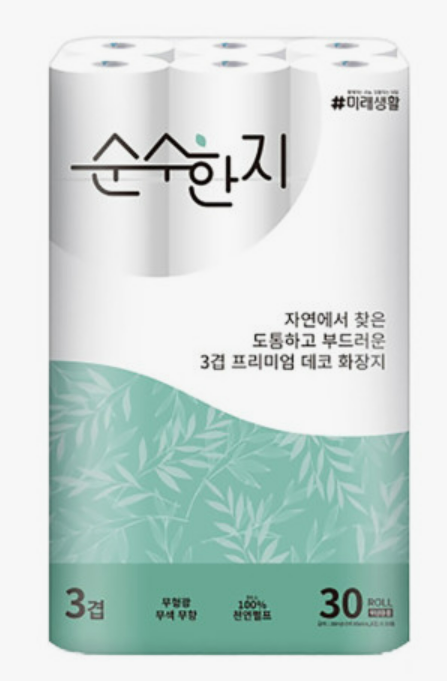 #미래생활
순수한지
자연에서 찾은
도톰하고 부드러운
3겹 프리미엄 데코 화장지
3겹
무형광
무색 무향
100%
천연펄프
30 ROLL